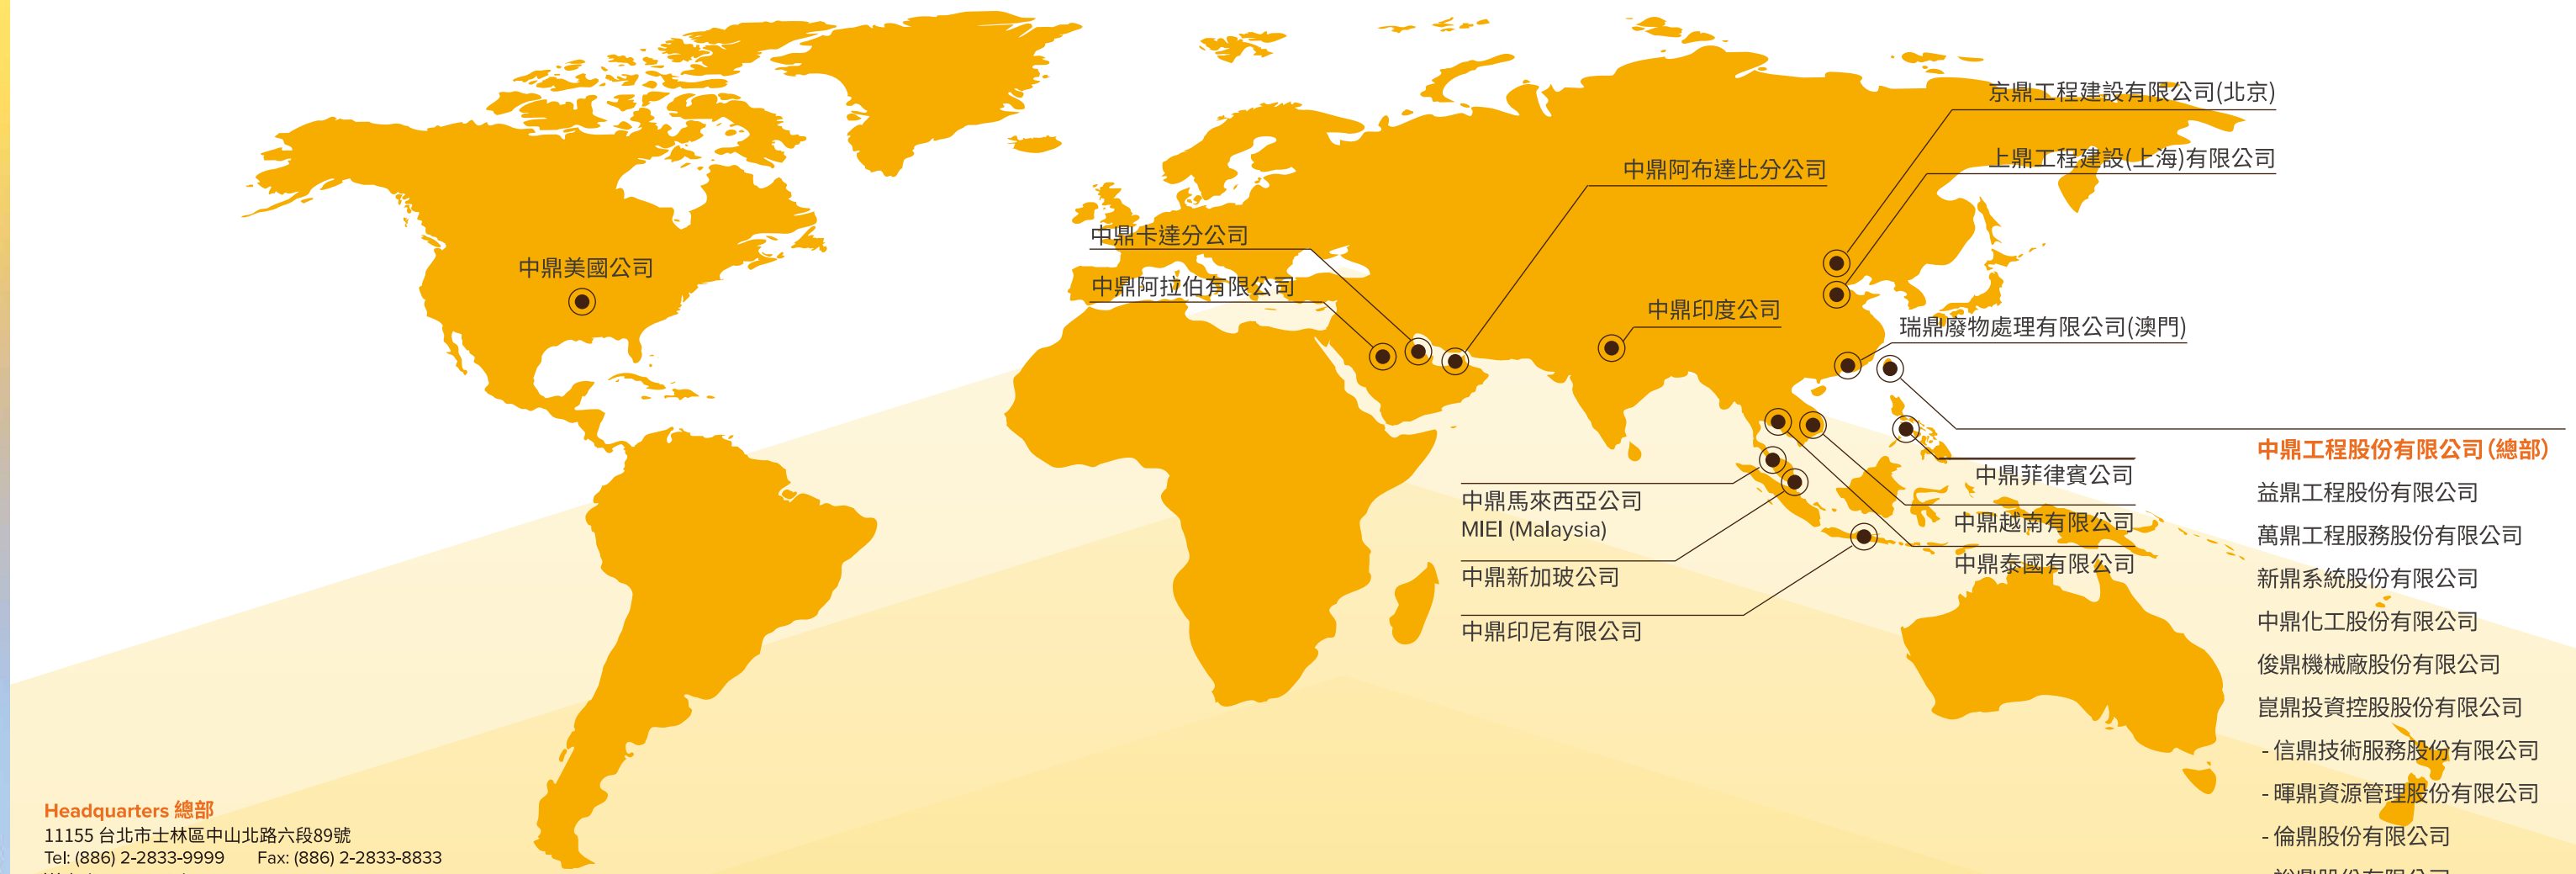 京鼎工程建設有限公司(北京)
上鼎工程建設(上海)有限公司
中鼎阿布達比分公司
中鼎卡達分公司
中鼎美國公司
中鼎阿拉伯有限公司
中鼎印度公司
瑞鼎廢物處理有限公司(澳門)
中鼎工程股份有限公司(總部)
中鼎菲律賓公司
益鼎工程股份有限公司
中鼎馬來西亞公司
MIEI (Malaysia)
中鼎越南有限公司
萬鼎工程服務股份有限公司
中鼎泰國有限公司
中鼎新加玻公司
新鼎系統股份有限公司
中鼎化工股份有限公司
中鼎印尼有限公司
俊鼎機械廠股份有限公司
崑鼎投資控股股份有限公司
- 信鼎技術服務股份有限公司
- 暉鼎資源管理股份有限公司
- 倫鼎股份有限公司
Headquarters 總部
11155 台北市士林區中山北路六段89號
Tel: (886) 2-2833-9999 Fax: (886) 2-2833-8833